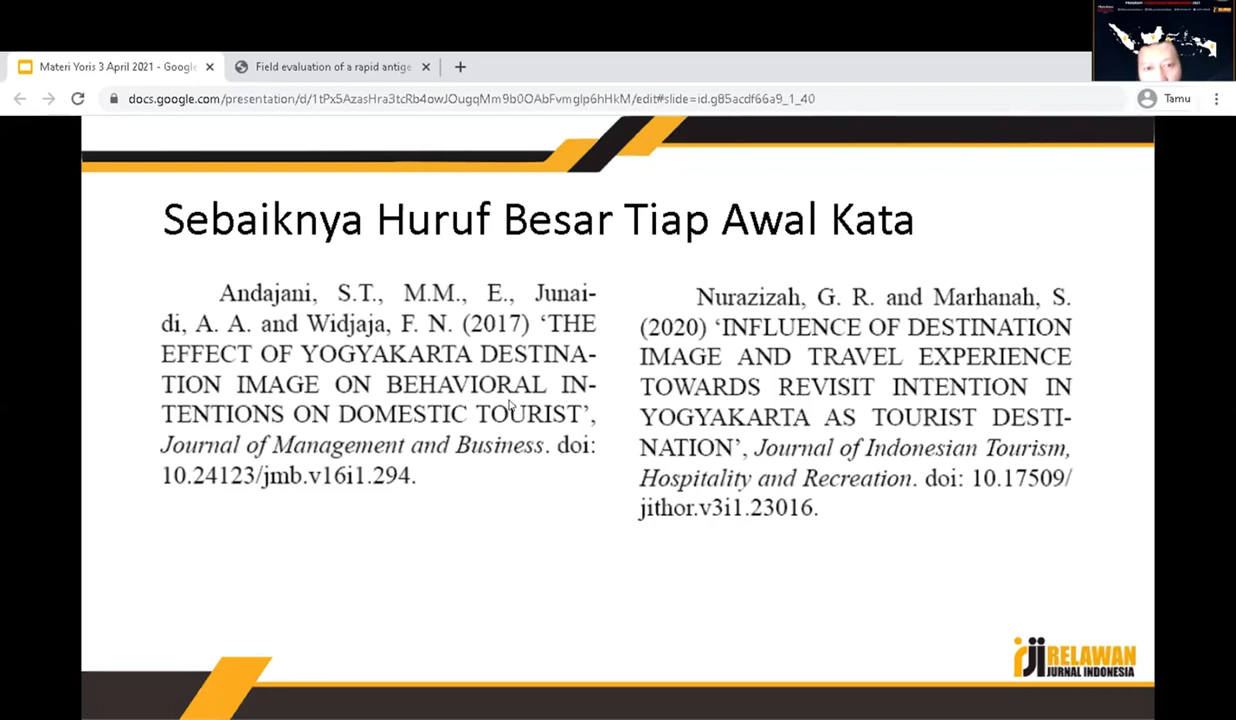 Materi Yoris 3 April 2021 - Googl
Field evaluation of a rapid antige
docs.google.com/presentation/d/1tPx5AzasHra3tcRb4owJOugqMm9b0OAbFvmglp6hHkM/edit#slide=id.g85acdf66a9_1_40
Tamu
Sebaiknya Huruf Besar Tiap Awal Kata
Andajani, S.T., M.M., E., Junai-
di, A. A. and Widjaja, F. N. (2017) ‘THE
EFFECT OF YOGYAKARTA DESTINA-
TION IMAGE ON BEHAVIORAL IN-
TENTIONS ON DOMESTIC TOURIST’,
Journal of Management and Business. doi:
10.24123/jmb.v16i1.294.
Nurazizah, G. R. and Marhanah, S.
(2020) ‘INFLUENCE OF DESTINATION
IMAGE AND TRAVEL EXPERIENCE
TOWARDS REVISIT INTENTION IN
YOGYAKARTA AS TOURIST DESTI-
NATION’, Journal of Indonesian Tourism,
Hospitality and Recreation. doi: 10.17509/
jithor.v3i1.23016.
rji RELAWAN
JURNAL INDONESIA